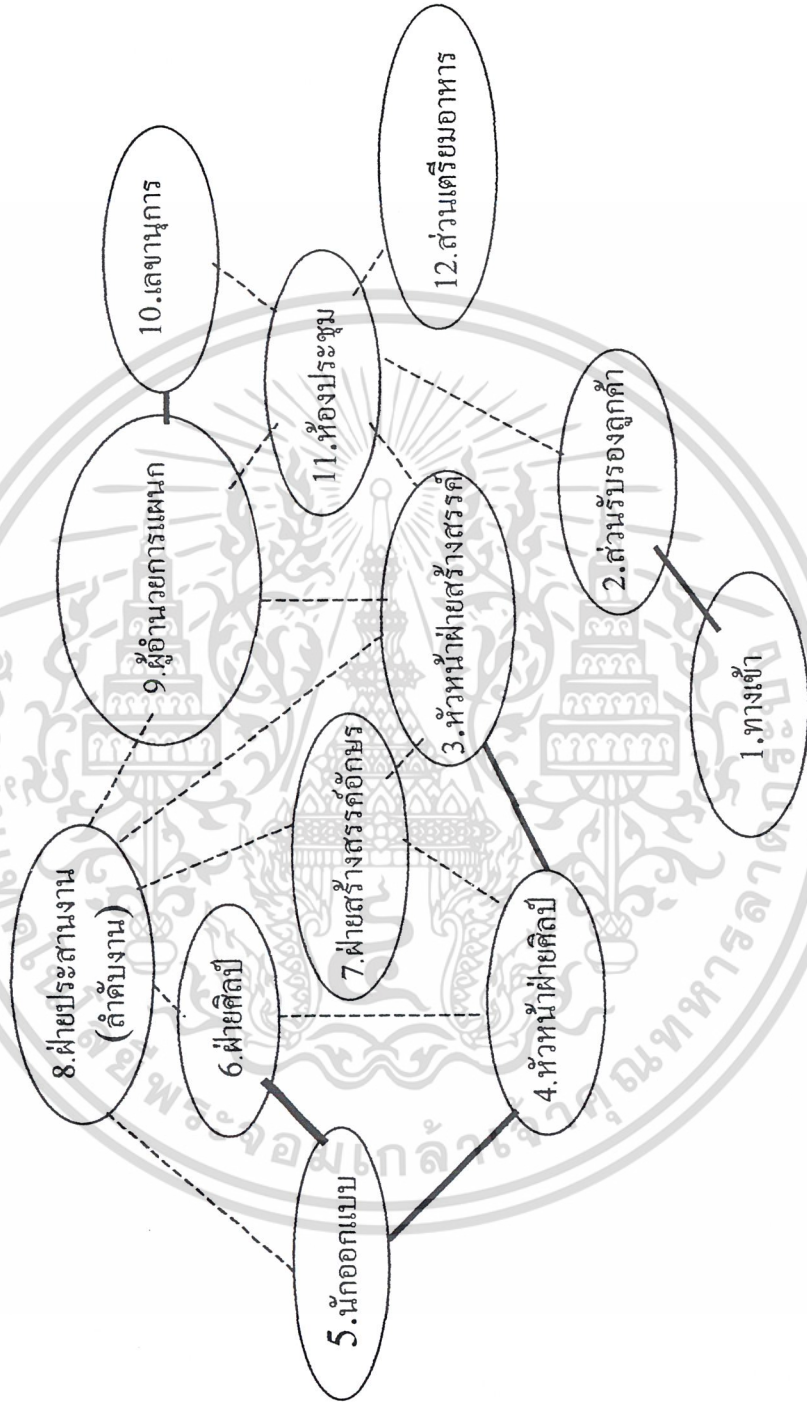 1.ทางเข้า
2.ส่วนรับรองลูกค้า
3.หัวหน้าฝ่ายสร้างสรรค์
4.หัวหน้าฝ่ายศิลป์
5.นักออกแบบ
6.ฝ่ายศิลป์
7.ฝ่ายสร้างสรรค์อักษร
8.ฝ่ายประสานงาน
(ลำดับงาน)
9.ผู้อำนวยการแผนก
10.เลขานุการ
11.ห้องประชุม
12.ส่วนเตรียมอาหาร